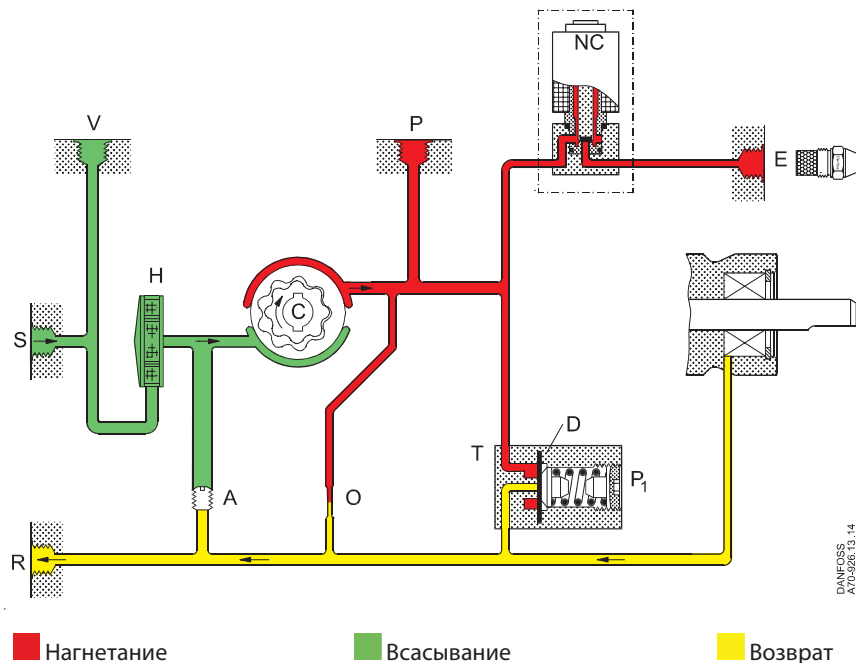 NC
V
P
E
H
S
C
D
T
P1
A
O
R
DANFOSS
A70-926.13.14
Нагнетание
Всасывание
Возврат